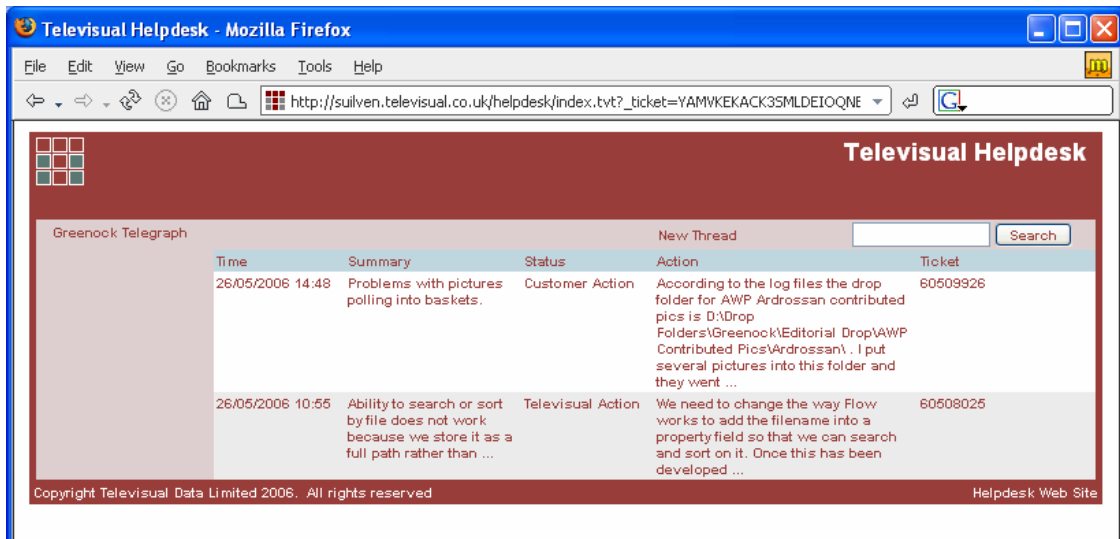 Televisual Helpdesk - Mozilla Firefox
File Edit View Go Bookmarks Tools Help
http://suilven.televisual.co.uk/helpdesk/index.tvt?_ticket=YAMVKEKACK3SMLDEIOQNE
G
Televisual Helpdesk
Greenock Telegraph New Thread Search
Time Summary Status Action Ticket
26/05/2006 14:48 Problems with pictures Customer Action According to the log files the drop 60509926
polling into baskets. folder for AWP Ardrossan contributed
pics is D:\Drop
Folders\Greenock\Editorial Drop\AWP
Contributed Pics\Ardrossan\ . I put
several pictures into this folder and
they went ...
26/05/2006 10:55 Ability to search or sort Televisual Action We need to change the way Flow 60508025
by file does not work works to add the filename into a
because we store it as a property field so that we can search
full path rather than ... and sort on it. Once this has been
developed ...
Copyright Televisual Data Limited 2006. All rights reserved Helpdesk Web Site